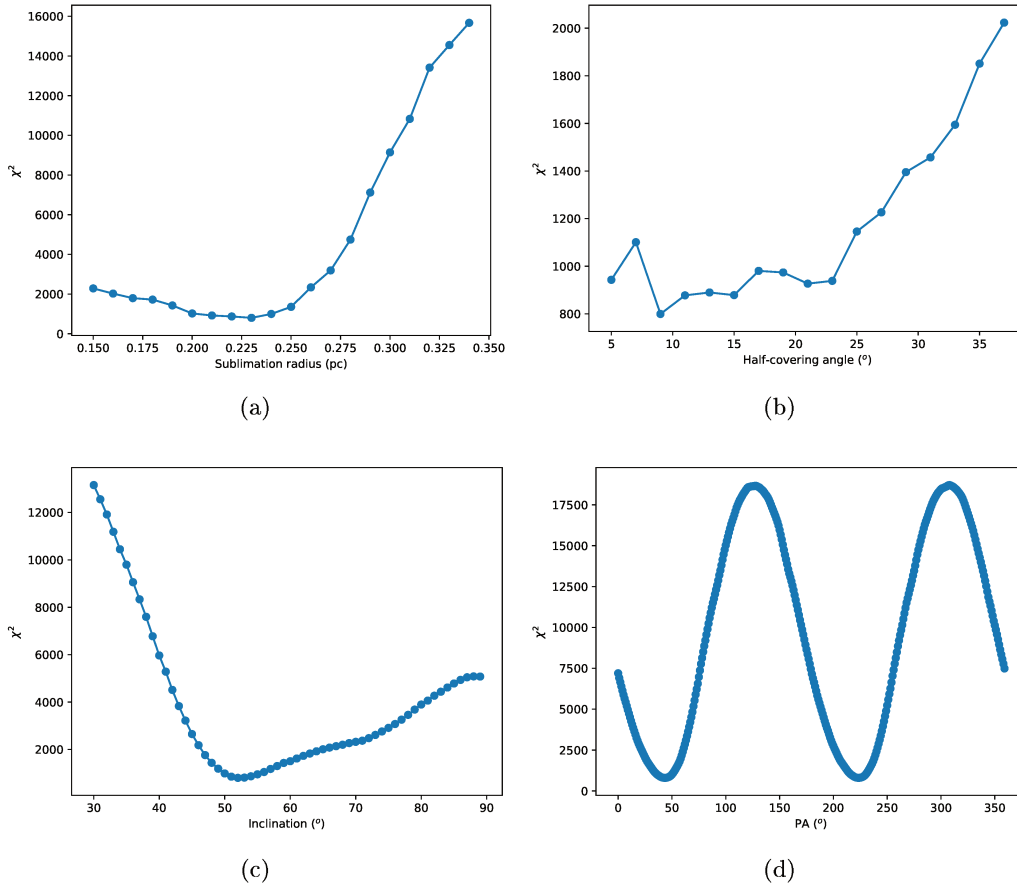 16000
14000
12000
10000
8000
6000
4000
2000
0
χ²
0.150 0.175 0.200 0.225 0.250 0.275 0.300 0.325 0.350
Sublimation radius (pc)
(a)
2000
1800
1600
1400
1200
1000
800
χ²
5 10 15 20 25 30 35
Half-covering angle (°)
(b)
12000
10000
8000
6000
4000
2000
χ²
30 40 50 60 70 80 90
Inclination (°)
(c)
17500
15000
12500
10000
7500
5000
2500
0
χ²
0 50 100 150 200 250 300 350
PA (°)
(d)